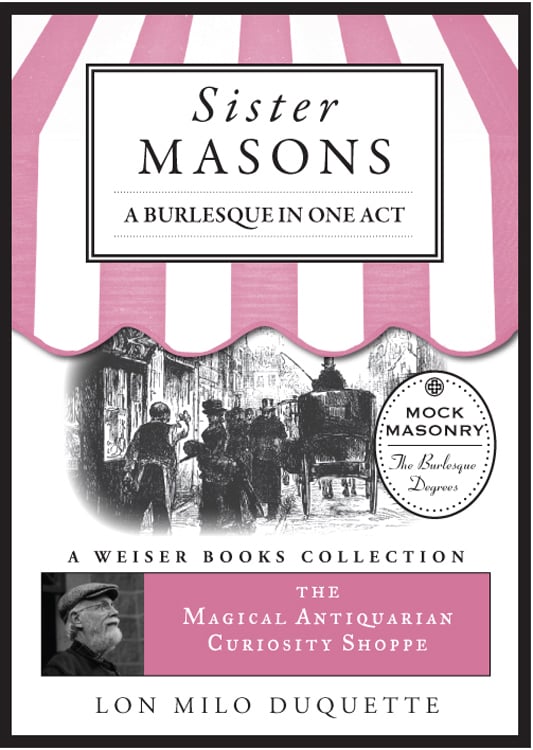 Sister
MASONS
A BURLESQUE IN ONE ACT
MOCK
MASONRY
The Burlesque
Degrees
A WEISER BOOKS COLLECTION
THE
MAGICAL ANTIQUARIAN
CURIOSITY SHOPPE
LON MILO DUQUETTE